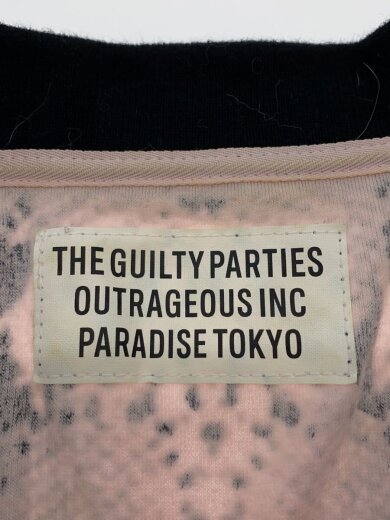 THE GUILTY PARTIES
OUTRAGEOUS INC
PARADISE TOKYO